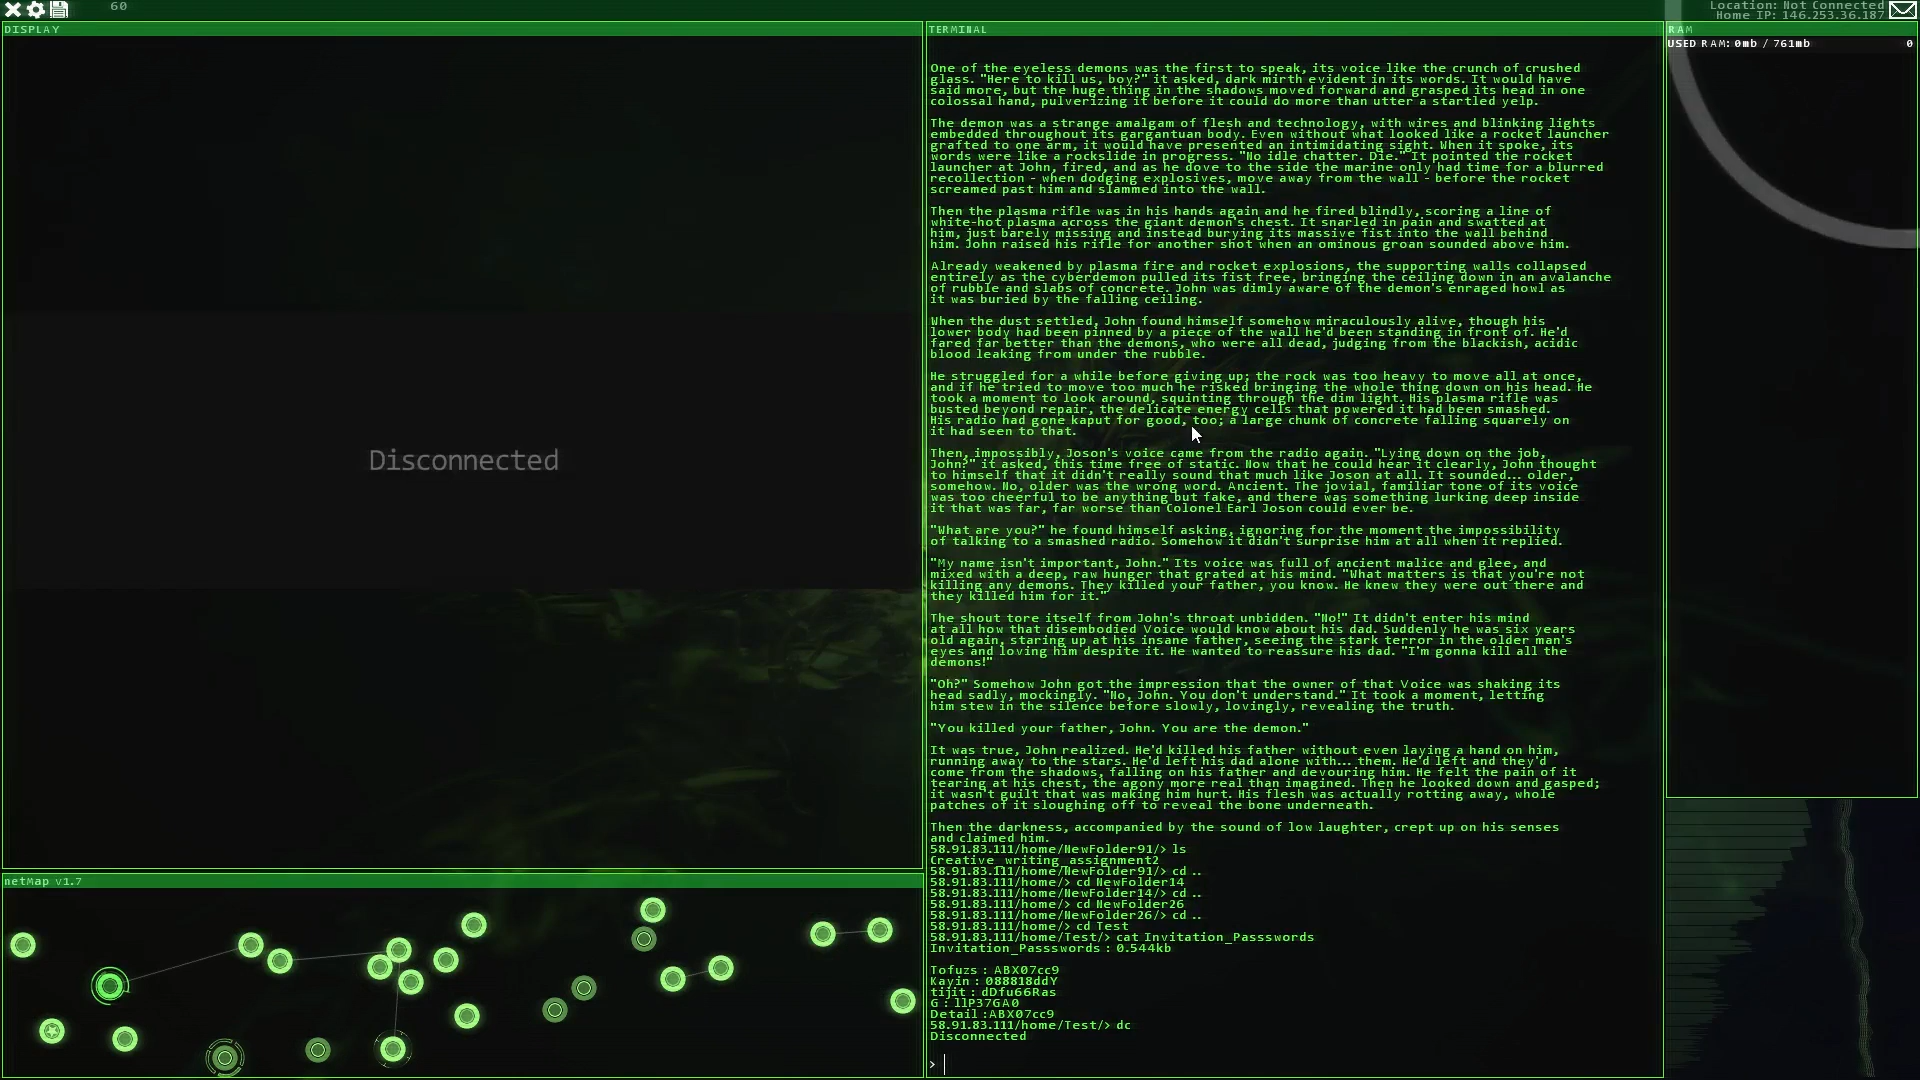 60
Location: Not Connected
Home IP: 146.253.36.187
DISPLAY
Disconnected
netMap v1.7
TERMINAL
One of the eyeless demons was the first to speak, its voice like the crunch of crushed
glass. "Here to kill us, boy?" it asked, dark mirth evident in its words. It would have
said more, but the huge thing in the shadows moved forward and grasped its head in one
colossal hand, pulverizing it before it could do more than utter a startled yelp.
The demon was a strange amalgam of flesh and technology, with wires and blinking lights
embedded throughout its gargantuan body. Even without what looked like a rocket launcher
grafted to one arm, it would have presented an intimidating sight. When it spoke, its
words were like a rockslide in progress. "No idle chatter. Die." It pointed the rocket
launcher at John, fired, and as he dove to the side the marine only had time for a blurred
recollection - when dodging explosives, move away from the wall - before the rocket
screamed past him and slammed into the wall.
Then the plasma rifle was in his hands again and he fired blindly, scoring a line of
white-hot plasma across the giant demon's chest. It snarled in pain and swatted at
him, just barely missing and instead burying its massive fist into the wall behind
him. John raised his rifle for another shot when an ominous groan sounded above him.
Already weakened by plasma fire and rocket explosions, the supporting walls collapsed
entirely as the cyberdemon pulled its fist free, bringing the ceiling down in an avalanche
of rubble and slabs of concrete. John was dimly aware of the demon's enraged howl as
it was buried by the falling ceiling.
When the dust settled, John found himself somehow miraculously alive, though his
lower body had been pinned by a piece of the wall he'd been standing in front of. He'd
fared far better than the demons, who were all dead, judging from the blackish, acidic
blood leaking from under the rubble.
He struggled for a while before giving up; the rock was too heavy to move all at once,
and if he tried to move too much he risked bringing the whole thing down on his head. He
took a moment to look around, squinting through the dim light. His plasma rifle was
busted beyond repair, the delicate energy cells that powered it had been smashed.
His radio had gone kaput for good, too; a large chunk of concrete falling squarely on
it had seen to that.
Then, impossibly, Joson's voice came from the radio again. "Lying down on the job,
John?" it asked, this time free of static. Now that he could hear it clearly, John thought
to himself that it didn't really sound that much like Joson at all. It sounded... older,
somehow. No, older was the wrong word. Ancient. The jovial, familiar tone of its voice
was too cheerful to be anything but fake, and there was something lurking deep inside
it that was far, far worse than Colonel Earl Joson could ever be.
"What are you?" he found himself asking, ignoring for the moment the impossibility
of talking to a smashed radio. Somehow it didn't surprise him at all when it replied.
"My name isn't important, John." Its voice was full of ancient malice and glee, and
mixed with a deep, raw hunger that grated at his mind. "What matters is that you're not
killing any demons. They killed your father, you know. He knew they were out there and
they killed him for it."
The shout tore itself from John's throat unbidden. "No!" It didn't enter his mind
at all how that disembodied Voice would know about his dad. Suddenly he was six years
old again, staring up at his insane father, seeing the stark terror in the older man's
eyes and loving him despite it. He wanted to reassure his dad. "I'm gonna kill all the
demons!"
"Oh?" Somehow John got the impression that the owner of that Voice was shaking its
head sadly, mockingly. "No, John. You don't understand." It took a moment, letting
him stew in the silence before slowly, lovingly, revealing the truth.
"You killed your father, John. You are the demon."
It was true, John realized. He'd killed his father without even laying a hand on him,
running away to the stars. He'd left his dad alone with... them. He'd left and they'd
come from the shadows, falling on his father and devouring him. He felt the pain of it
tearing at his chest, the agony more real than imagined. Then he looked down and gasped;
it wasn't guilt that was making him hurt. His flesh was actually rotting away, whole
patches of it sloughing off to reveal the bone underneath.
Then the darkness, accompanied by the sound of low laughter, crept up on his senses
and claimed him.
58.91.83.111/home/NewFolder91/> ls
Creative_writing_assignment2
58.91.83.111/home/NewFolder91/> cd ..
58.91.83.111/home/> cd NewFolder14
58.91.83.111/home/NewFolder14/> cd ..
58.91.83.111/home/> cd NewFolder26
58.91.83.111/home/NewFolder26/> cd ..
58.91.83.111/home/> cd Test
58.91.83.111/home/Test/> cat Invitation_Passswords
Invitation_Passswords : 0.544kb
Tofuzs : ABX07cc9
Kayin : 088818ddY
tijit : dDfu66Ras
G : llP37GA0
Detail :ABX07cc9
58.91.83.111/home/Test/> dc
Disconnected
>
RAM
USED RAM: 0mb / 761mb
0